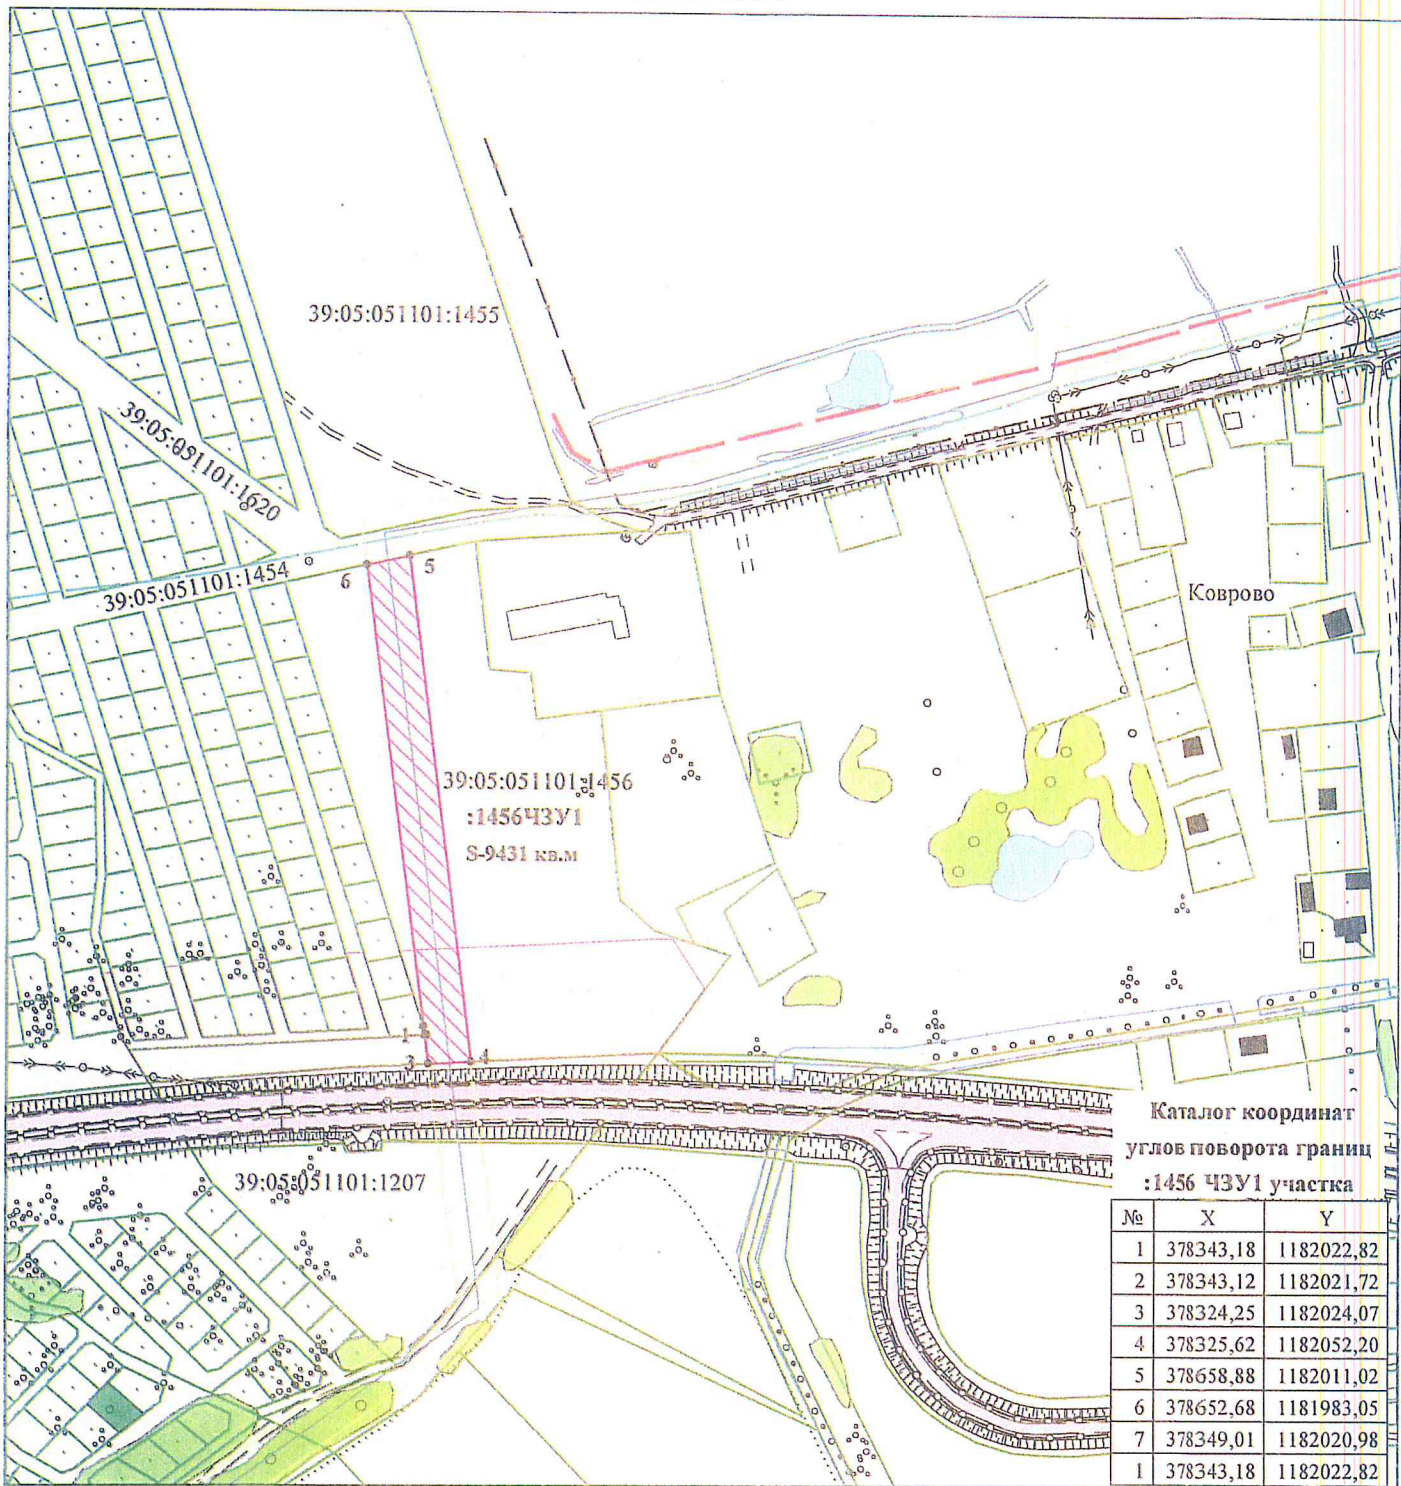 39:05:051101:1455
39:05:051101:1620
39:05:051101:1454
6
5
Коврово
39:05:051101:1456
:1456ЧЗУ1
S-9431 кв.м
1
3
4
39:05:051101:1207
Каталог координат
углов поворота границ
:1456 ЧЗУ1 участка
№ X Y
1 378343,18 1182022,82
2 378343,12 1182021,72
3 378324,25 1182024,07
4 378325,62 1182052,20
5 378658,88 1182011,02
6 378652,68 1181983,05
7 378349,01 1182020,98
1 378343,18 1182022,82